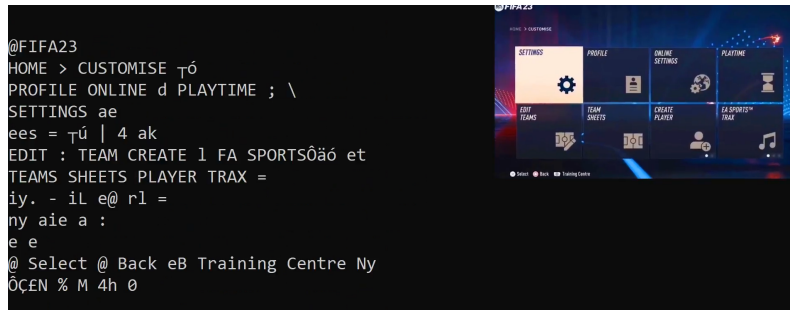 @FIFA23
HOME > CUSTOMISE ┬ó
PROFILE ONLINE d PLAYTIME ; \
SETTINGS ae
ees = ┬ú | 4 ak
EDIT : TEAM CREATE l FA SPORTSÔäó et
TEAMS SHEETS PLAYER TRAX =
iy. - iL e@ rl =
ny aie a :
e e
@ Select @ Back eB Training Centre Ny
ÔÇ£N % M 4h 0
FIFA 23
HOME > CUSTOMISE
SETTINGS
PROFILE
ONLINE
SETTINGS
PLAYTIME
EDIT
TEAMS
TEAM
SHEETS
CREATE
PLAYER
EA SPORTS™
TRAX
Select Back Training Centre